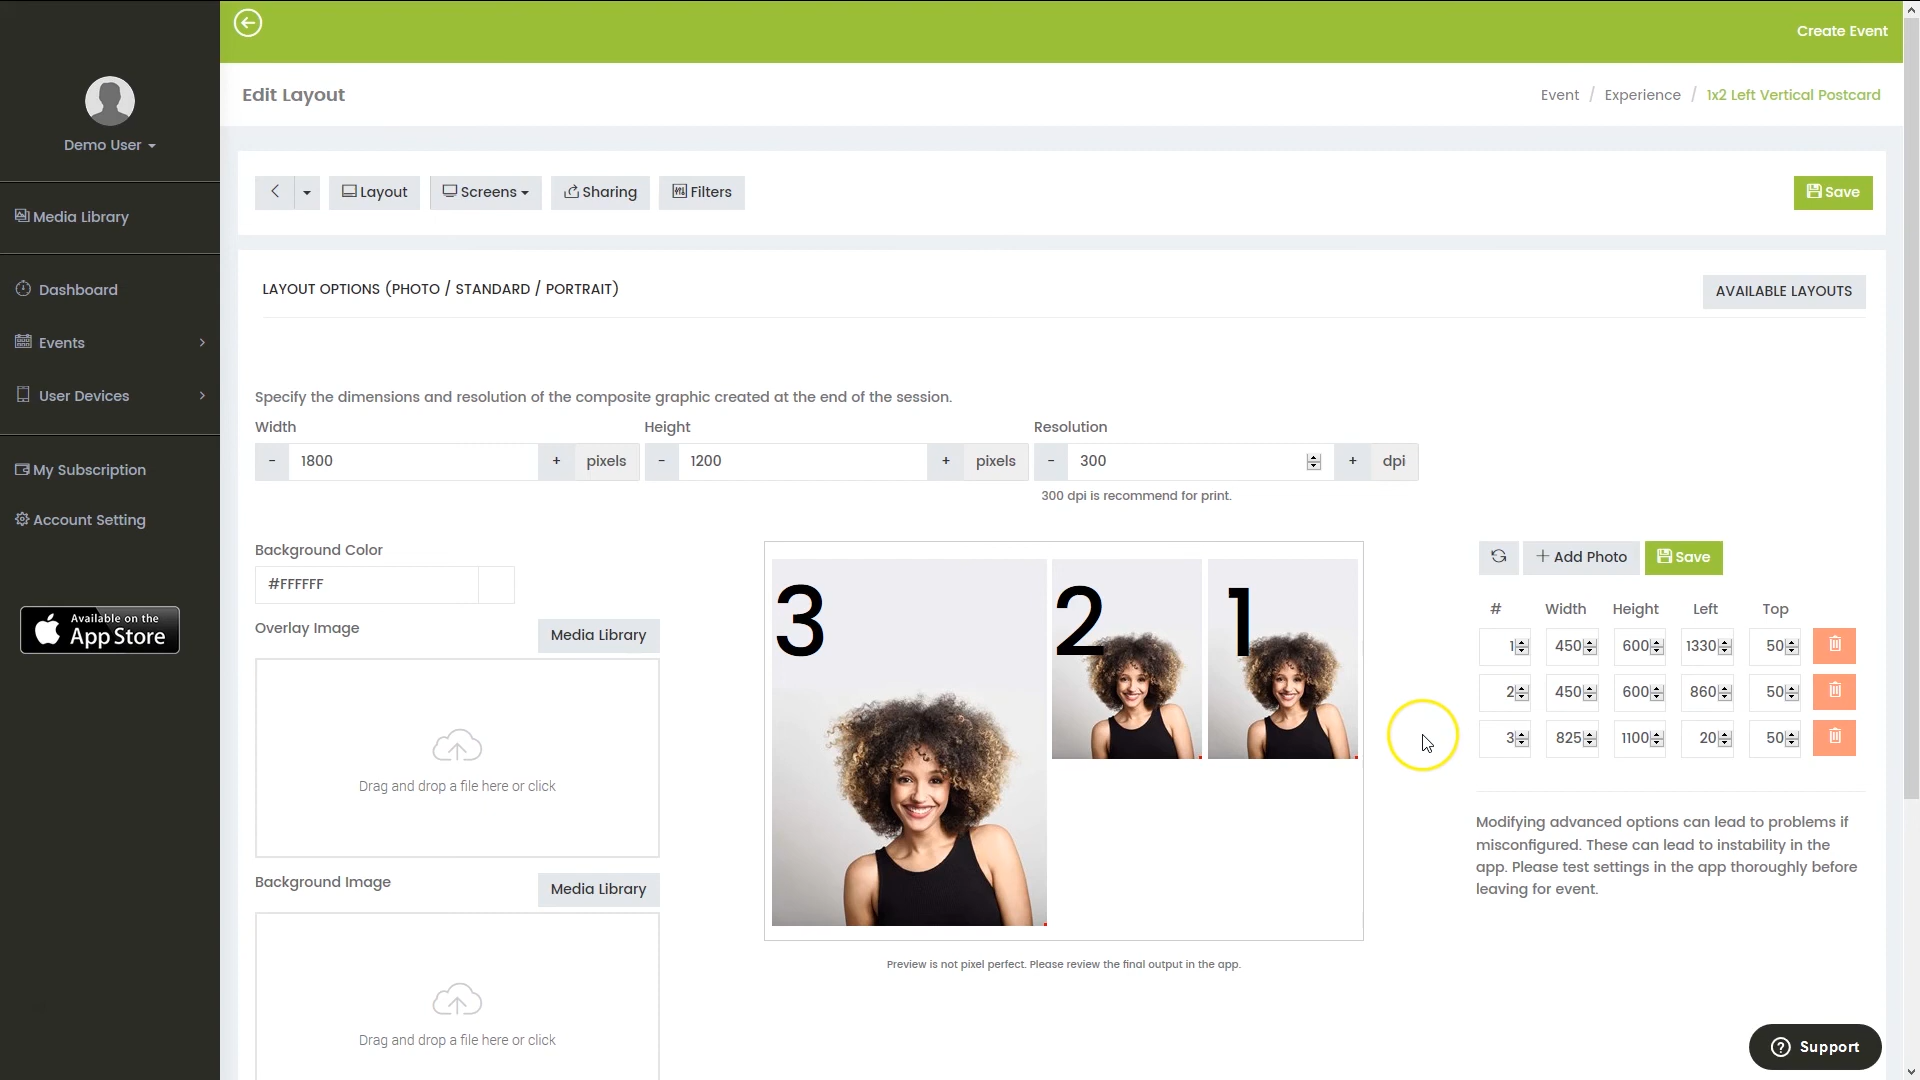 Create Event
Edit Layout
Event / Experience / 1x2 Left Vertical Postcard
Demo User
Media Library
Dashboard
Events
User Devices
My Subscription
Account Setting
Available on the
App Store
Layout
Screens
Sharing
Filters
Save
LAYOUT OPTIONS (PHOTO / STANDARD / PORTRAIT)
AVAILABLE LAYOUTS
Specify the dimensions and resolution of the composite graphic created at the end of the session.
Width Height Resolution
- 1800 + pixels - 1200 + pixels - 300 + dpi
300 dpi is recommend for print.
Background Color
#FFFFFF
Overlay Image
Media Library
Drag and drop a file here or click
Background Image
Media Library
Drag and drop a file here or click
3 2 1
Preview is not pixel perfect. Please review the final output in the app.
+ Add Photo
Save
# Width Height Left Top
1 450 600 1330 50
2 450 600 860 50
3 825 1100 20 50
Modifying advanced options can lead to problems if
misconfigured. These can lead to instability in the
app. Please test settings in the app thoroughly before
leaving for event.
? Support